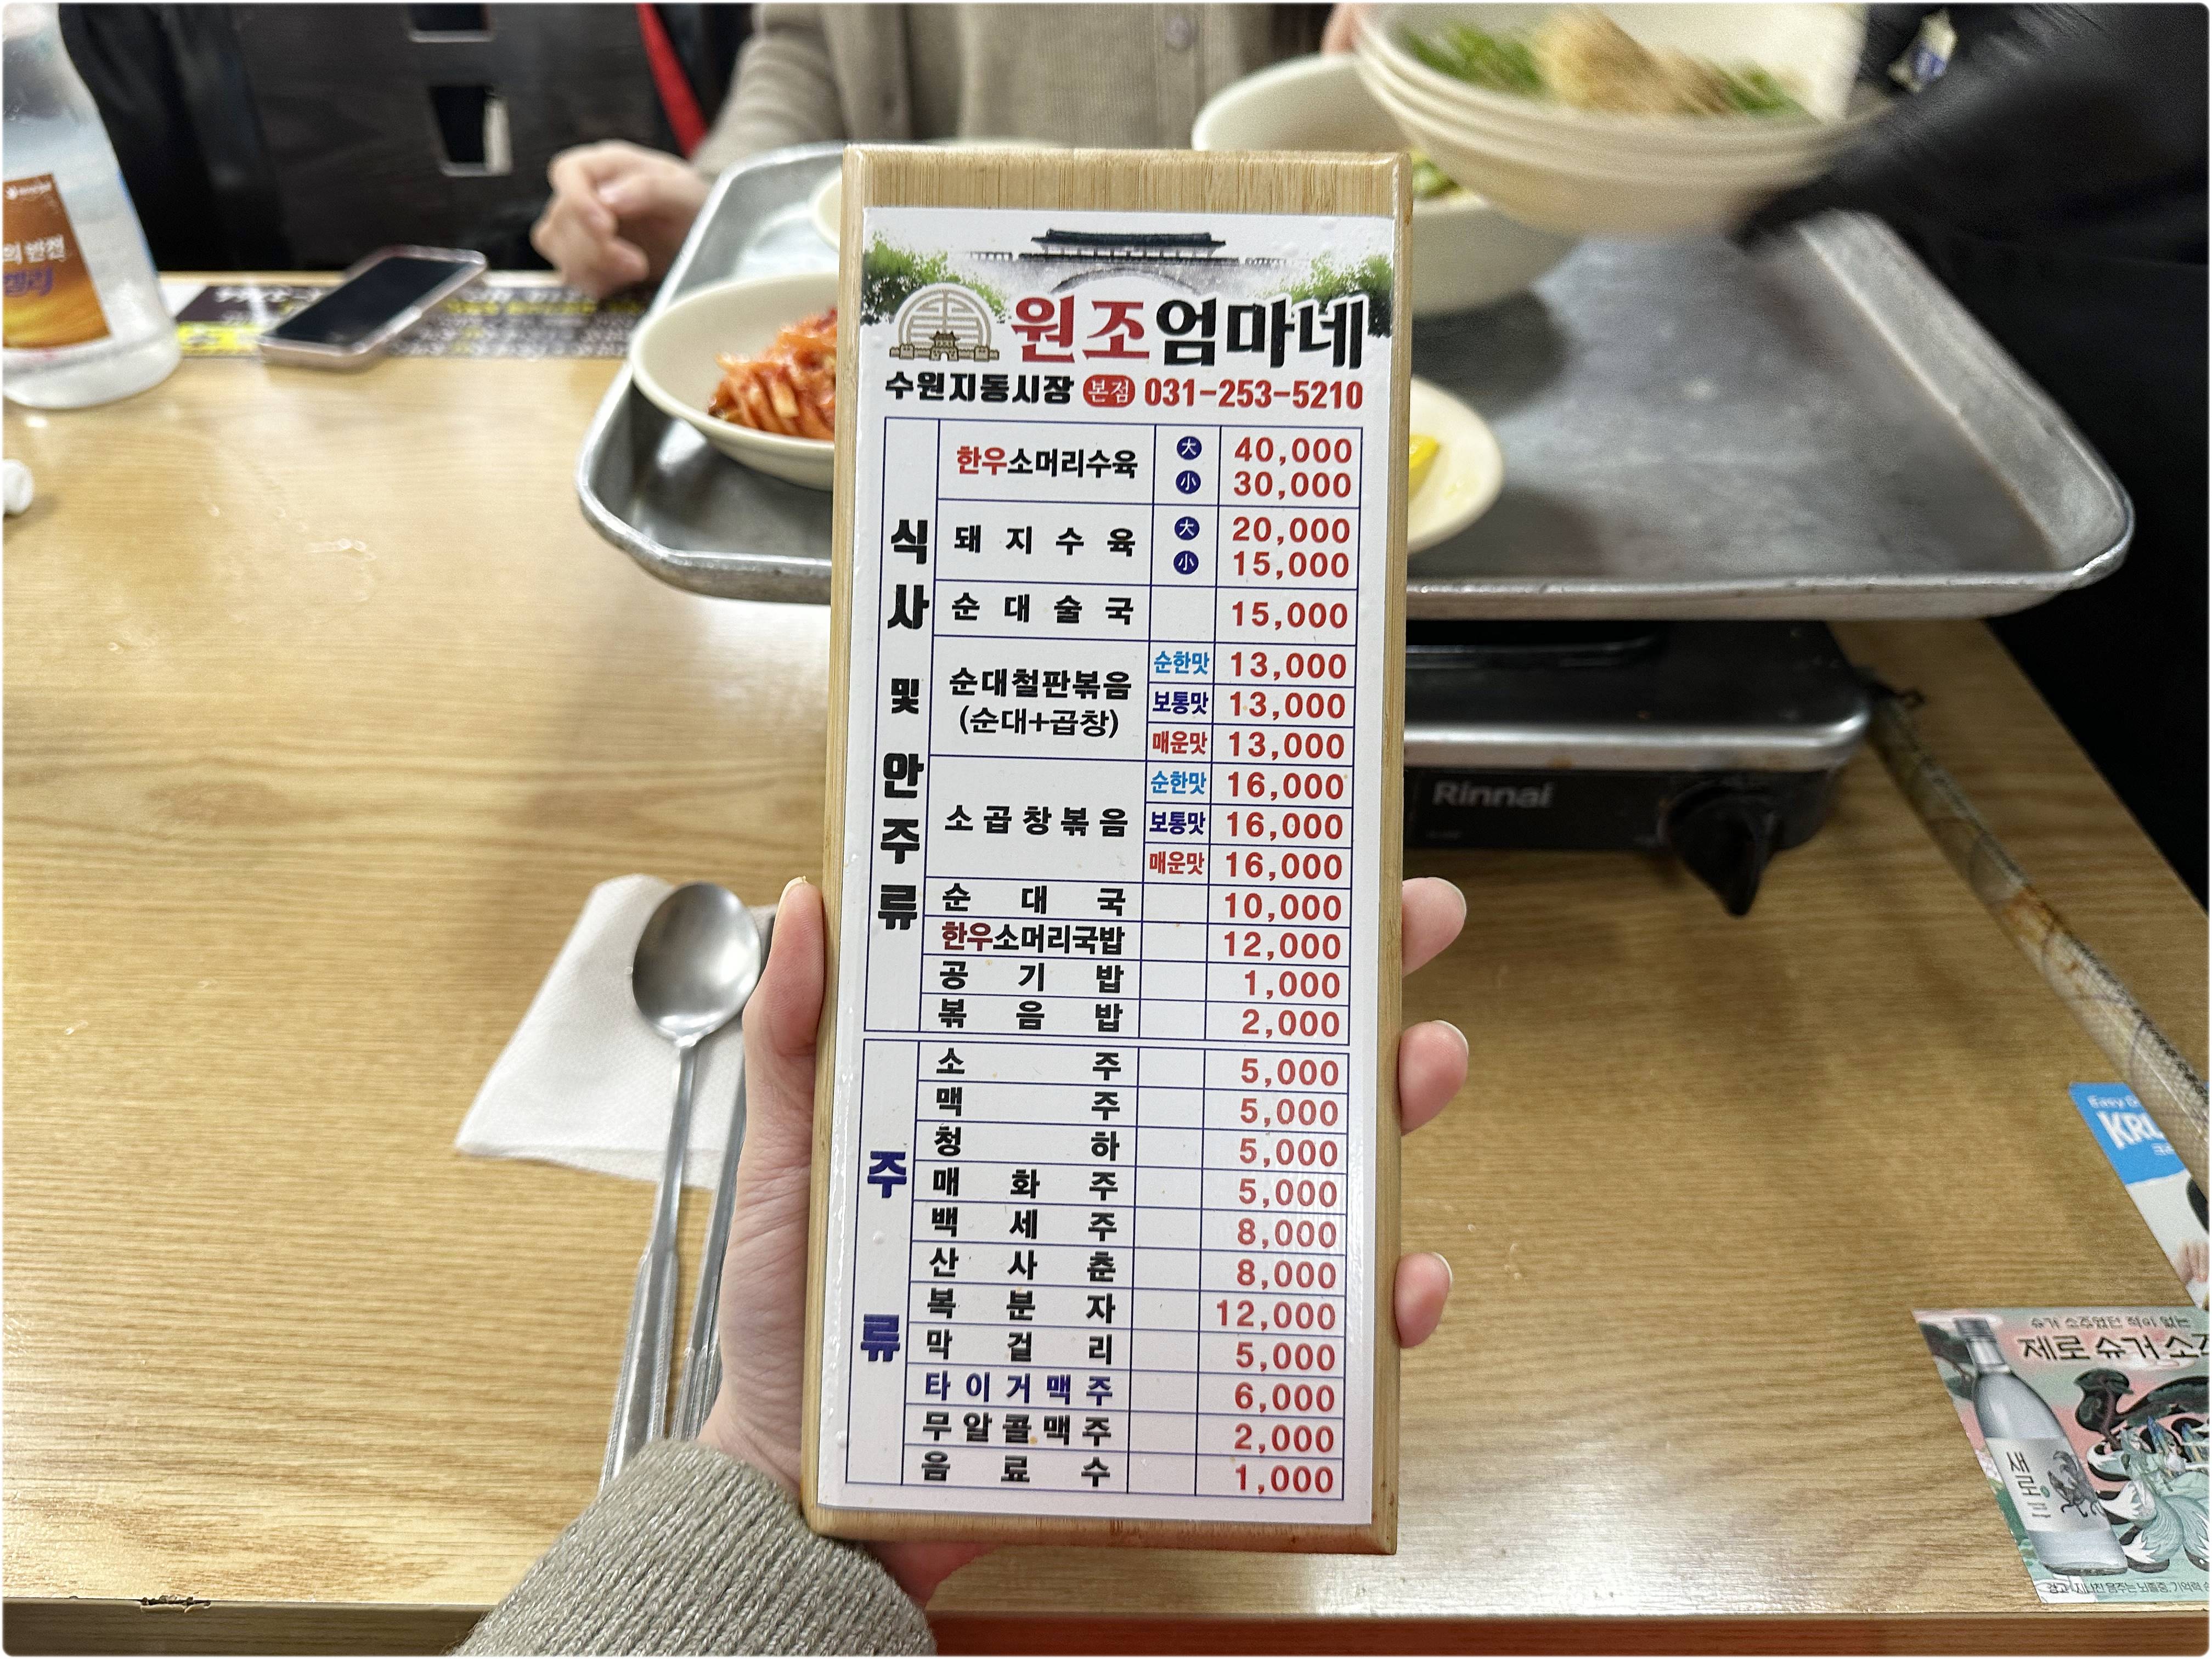 원조엄마네
수원지동시장 본점 031-253-5210
식사 및 안주류
한우소머리수육 大 40,000
小 30,000
돼지수육 大 20,000
小 15,000
순대술국 15,000
순대철판볶음
(순대+곱창)
순한맛 13,000
보통맛 13,000
매운맛 13,000
소곱창볶음
순한맛 16,000
보통맛 16,000
매운맛 16,000
순대국 10,000
한우소머리국밥 12,000
공기밥 1,000
볶음밥 2,000
주류
소주 5,000
맥주 5,000
청하 5,000
매화주 5,000
백세주 8,000
산사춘 8,000
복분자 12,000
막걸리 5,000
타이거맥주 6,000
무알콜맥주 2,000
음료수 1,000
Rinnai
제로 슈거
새로